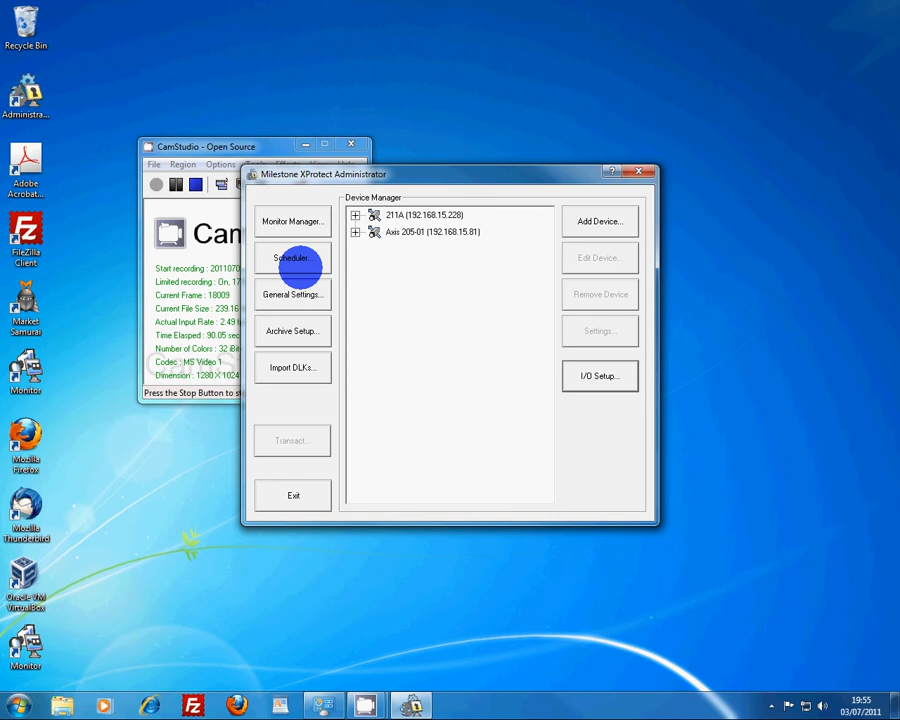 Recycle Bin
Administra...
Adobe
Acrobat...
FileZilla
Client
Market
Samurai
Monitor
Mozilla
Firefox
Mozilla
Thunderbird
Oracle VM
VirtualBox
Monitor
CamStudio - Open Source
File Region Options
Cam
Start recording : 2011070
Limited recording : On, 17
Current Frame : 18009
Current File Size : 239.16
Actual Input Rate : 2.49 f
Time Elasped : 90.05 sec
Number of Colors : 32 Bit
Codec : MS Video 1
Dimension : 1280 X 1024
Press the Stop Button to st
Milestone XProtect Administrator
Monitor Manager...
Scheduler...
General Settings...
Archive Setup...
Import DLKs...
Transact...
Exit
Device Manager
211A (192.168.15.228)
Axis 205-01 (192.168.15.81)
Add Device...
Edit Device...
Remove Device
Settings...
I/O Setup...
19:55
03/07/2011